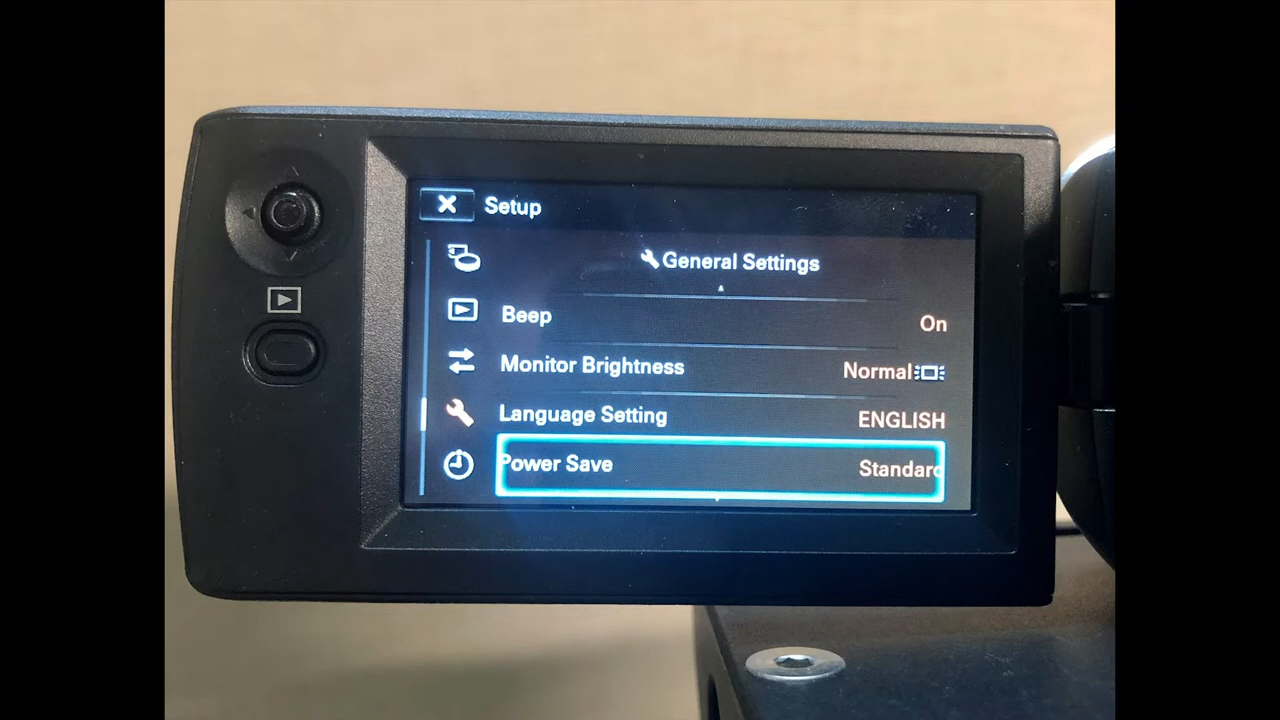 Setup
General Settings
Beep On
Monitor Brightness Normal
Language Setting ENGLISH
Power Save Standard